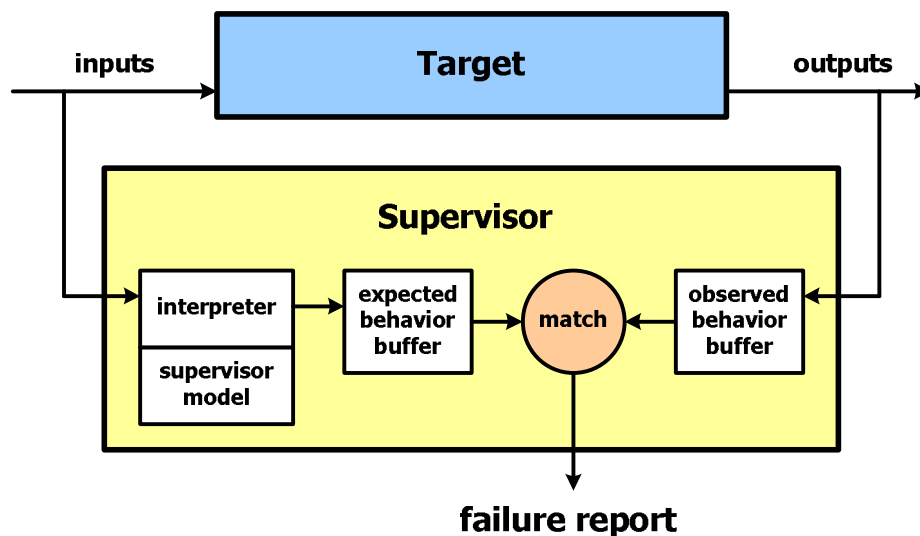 Target
inputs
outputs
Supervisor
interpreter
supervisor
model
expected
behavior
buffer
match
observed
behavior
buffer
failure report